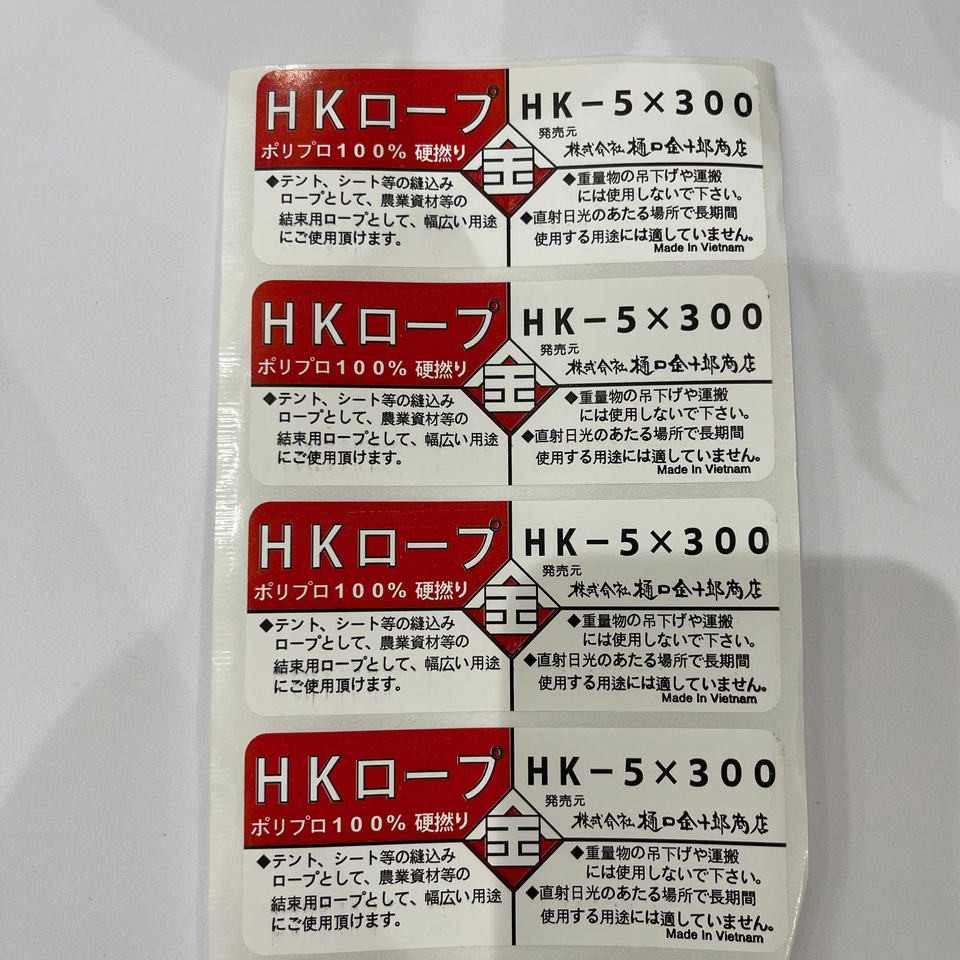 HKロープ
ポリプロ100% 硬撚り
HK-5×300
発売元
株式会社 樋口金十郎商店
◆テント、シート等の縫込み
ロープとして、農業資材等の
結束用ロープとして、幅広い用途
にご使用頂けます。
◆重量物の吊下げや運搬
には使用しないで下さい。
◆直射日光のあたる場所で長期間
使用する用途には適していません。
Made In Vietnam
HKロープ
ポリプロ100% 硬撚り
HK-5×300
発売元
株式会社 樋口金十郎商店
◆テント、シート等の縫込み
ロープとして、農業資材等の
結束用ロープとして、幅広い用途
にご使用頂けます。
◆重量物の吊下げや運搬
には使用しないで下さい。
◆直射日光のあたる場所で長期間
使用する用途には適していません。
Made In Vietnam
HKロープ
ポリプロ100% 硬撚り
HK-5×300
発売元
株式会社 樋口金十郎商店
◆テント、シート等の縫込み
ロープとして、農業資材等の
結束用ロープとして、幅広い用途
にご使用頂けます。
◆重量物の吊下げや運搬
には使用しないで下さい。
◆直射日光のあたる場所で長期間
使用する用途には適していません。
Made In Vietnam
HKロープ
ポリプロ100% 硬撚り
HK-5×300
発売元
株式会社 樋口金十郎商店
◆テント、シート等の縫込み
ロープとして、農業資材等の
結束用ロープとして、幅広い用途
にご使用頂けます。
◆重量物の吊下げや運搬
には使用しないで下さい。
◆直射日光のあたる場所で長期間
使用する用途には適していません。
Made In Vietnam